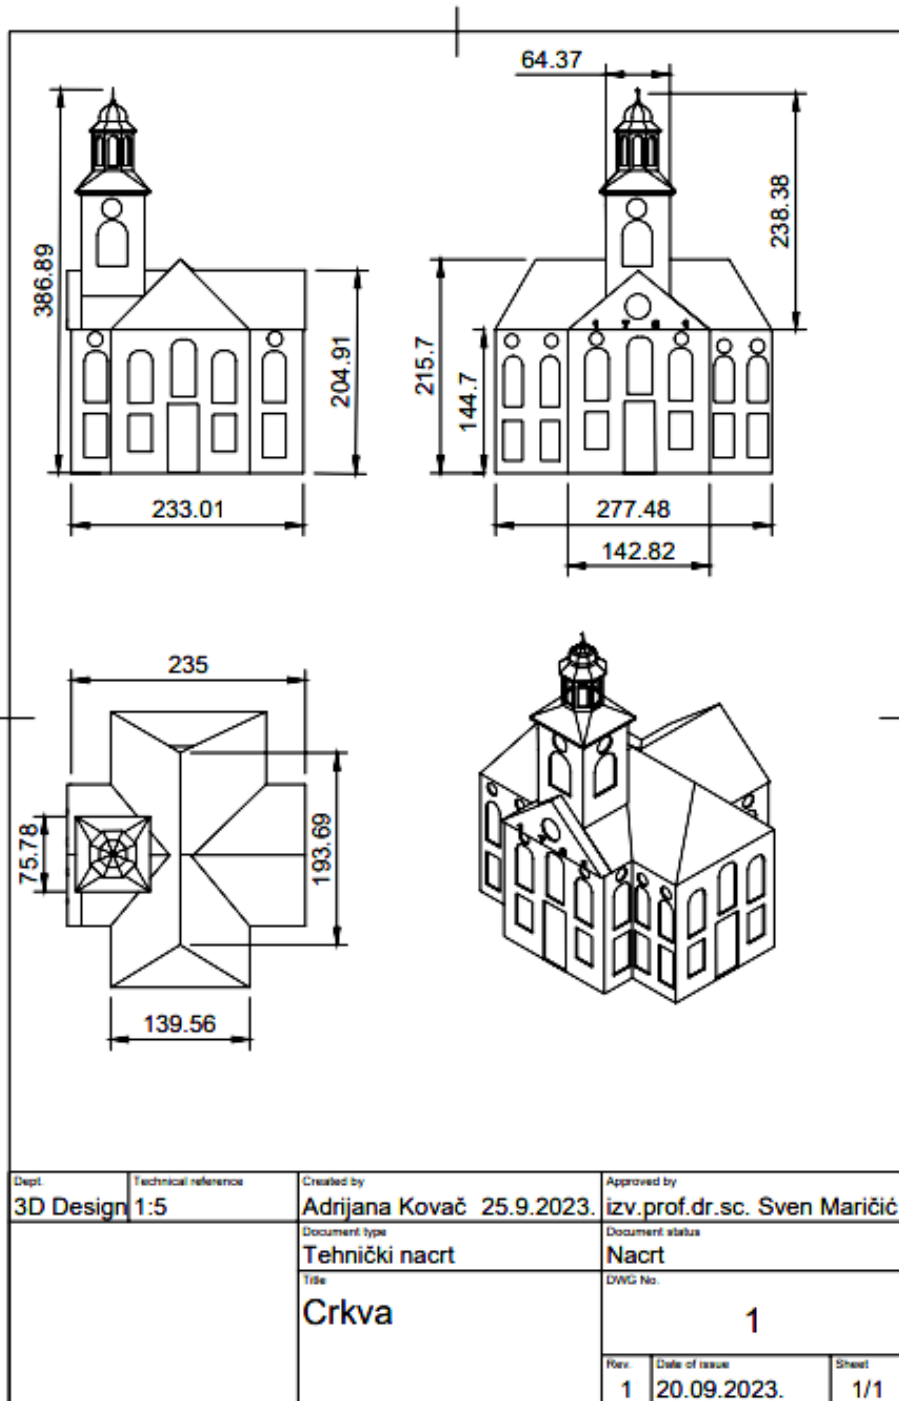 64.37
386.89
238.38
204.91
215.7
144.7
1 7 6
233.01
277.48
142.82
235
75.78
193.69
139.56
Dept.
3D Design
Technical reference
1:5
Created by
Adrijana Kovač 25.9.2023.
Approved by
izv.prof.dr.sc. Sven Maričić
Document type
Tehnički nacrt
Document status
Nacrt
Title
Crkva
DWG No.
1
Rev.
1
Date of issue
20.09.2023.
Sheet
1/1